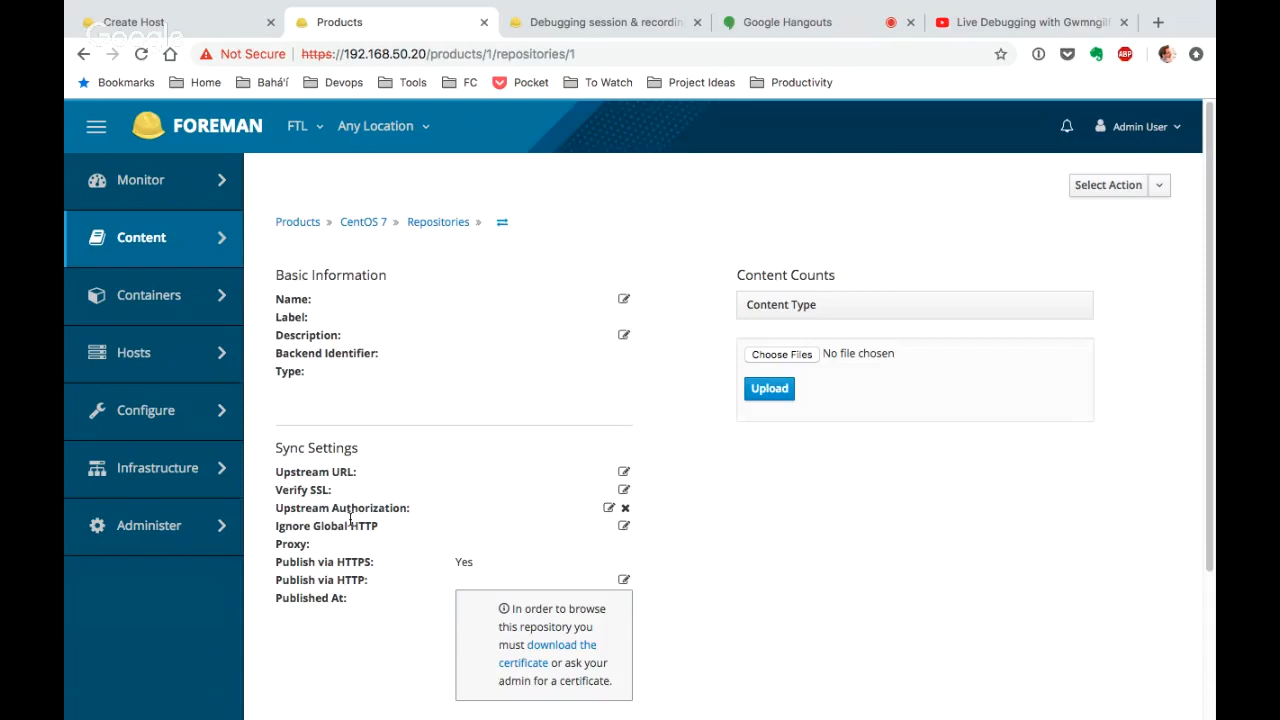 Create Host
Products
Debugging session & recordin
Google Hangouts
Live Debugging with Gwmngilf
Google
Not Secure
https://192.168.50.20/products/1/repositories/1
ABP
Bookmarks
Home
Bahá'í
Devops
Tools
FC
Pocket
To Watch
Project Ideas
Productivity
FOREMAN
FTL
Any Location
Admin User
Monitor
Content
Containers
Hosts
Configure
Infrastructure
Administer
Select Action
Products » CentOS 7 » Repositories »
Basic Information
Name:
Label:
Description:
Backend Identifier:
Type:
Sync Settings
Upstream URL:
Verify SSL:
Upstream Authorization:
Ignore Global HTTP
Proxy:
Publish via HTTPS: Yes
Publish via HTTP:
Published At:
In order to browse
this repository you
must download the
certificate or ask your
admin for a certificate.
Content Counts
Content Type
Choose Files No file chosen
Upload